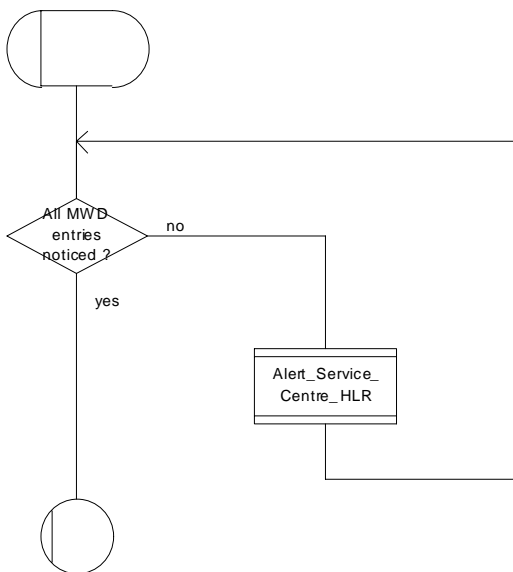 All MWD
entries
noticed ?
no
yes
Alert_Service_
Centre_HLR